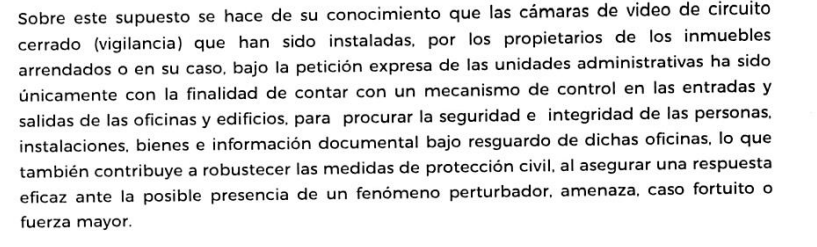 Sobre este supuesto se hace de su conocimiento que las cámaras de video de circuito
cerrado (vigilancia) que han sido instaladas, por los propietarios de los inmuebles
arrendados o en su caso, bajo la petición expresa de las unidades administrativas ha sido
únicamente con la finalidad de contar con un mecanismo de control en las entradas y
salidas de las oficinas y edificios, para procurar la seguridad e integridad de las personas,
instalaciones, bienes e información documental bajo resguardo de dichas oficinas, lo que
también contribuye a robustecer las medidas de protección civil, al asegurar una respuesta
eficaz ante la posible presencia de un fenómeno perturbador, amenaza, caso fortuito o
fuerza mayor.